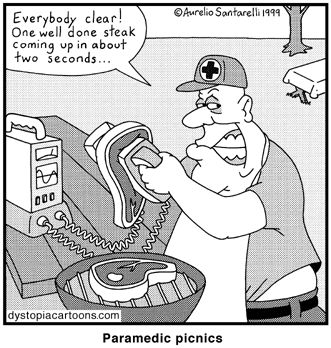 ©Aurelio Santarelli 1999
Everybody clear!
One well done steak
coming up in about
two seconds...
dystopiacartoons.com
Paramedic picnics